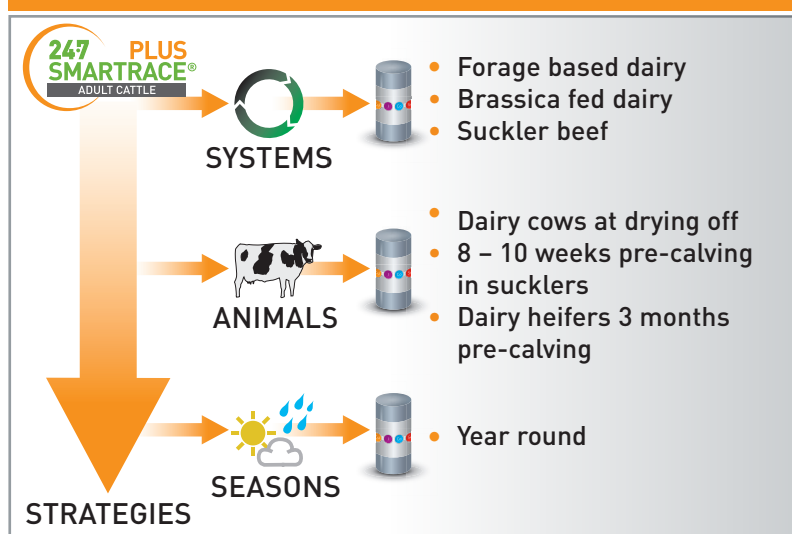 24·7 PLUS
SMARTRACE®
ADULT CATTLE
SYSTEMS
• Forage based dairy
• Brassica fed dairy
• Suckler beef
ANIMALS
• Dairy cows at drying off
• 8 – 10 weeks pre-calving
in sucklers
• Dairy heifers 3 months
pre-calving
SEASONS
• Year round
STRATEGIES